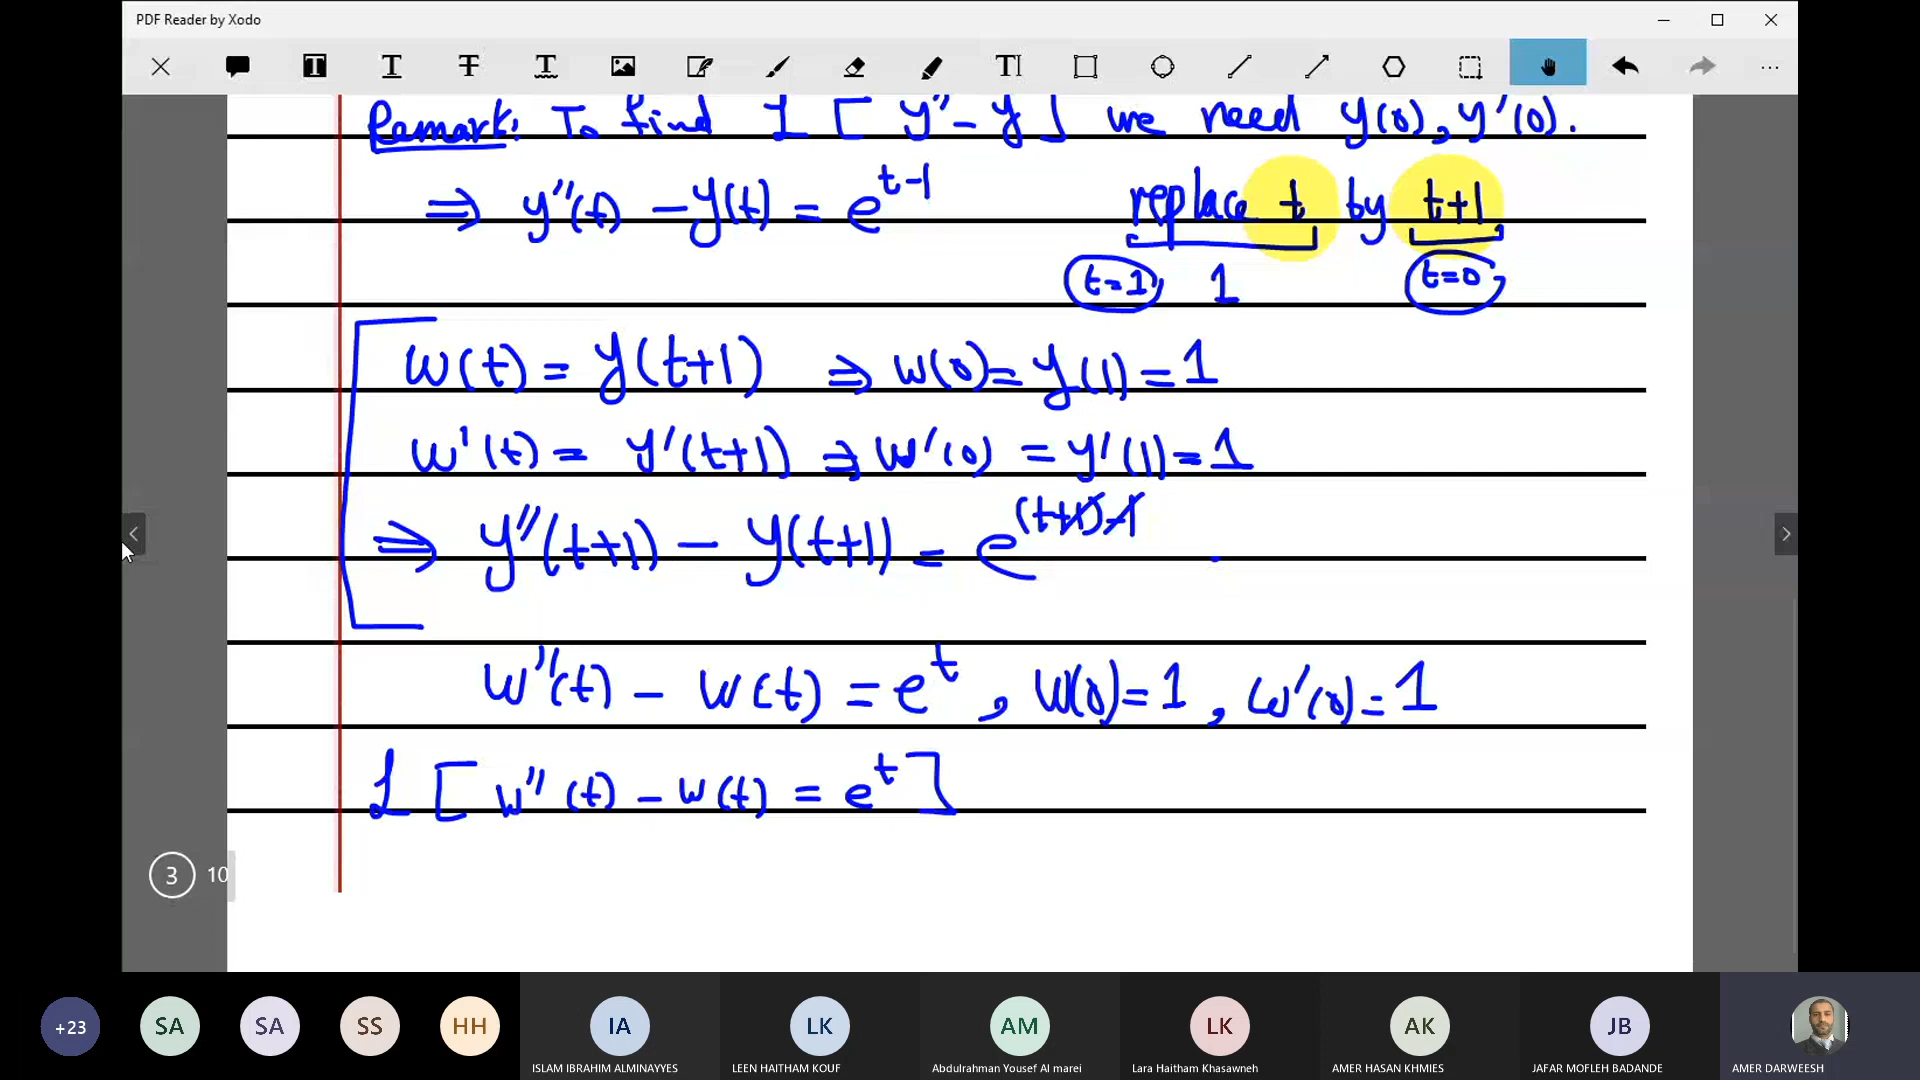 PDF Reader by Xodo
Remark: To find L [ y'' - y ] we need y(0), y'(0).
⇒ y''(t) - y(t) = e^{t-1} replace t by t+1
t=1, 1 t=0,
w(t) = y(t+1) ⇒ w(0) = y(1) = 1
w'(t) = y'(t+1) ⇒ w'(0) = y'(1) = 1
⇒ y''(t+1) - y(t+1) = e^{(t+1)-1}
w''(t) - w(t) = e^t, w(0)=1, w'(0)=1
L [ w''(t) - w(t) = e^t ]
3 10
+23 SA SA SS HH IA LK AM LK AK JB
ISLAM IBRAHIM ALMINAYYES LEEN HAITHAM KOUF Abdulrahman Yousef Al marei Lara Haitham Khasawneh AMER HASAN KHMIES JAFAR MOFLEH BADANDE AMER DARWEESH